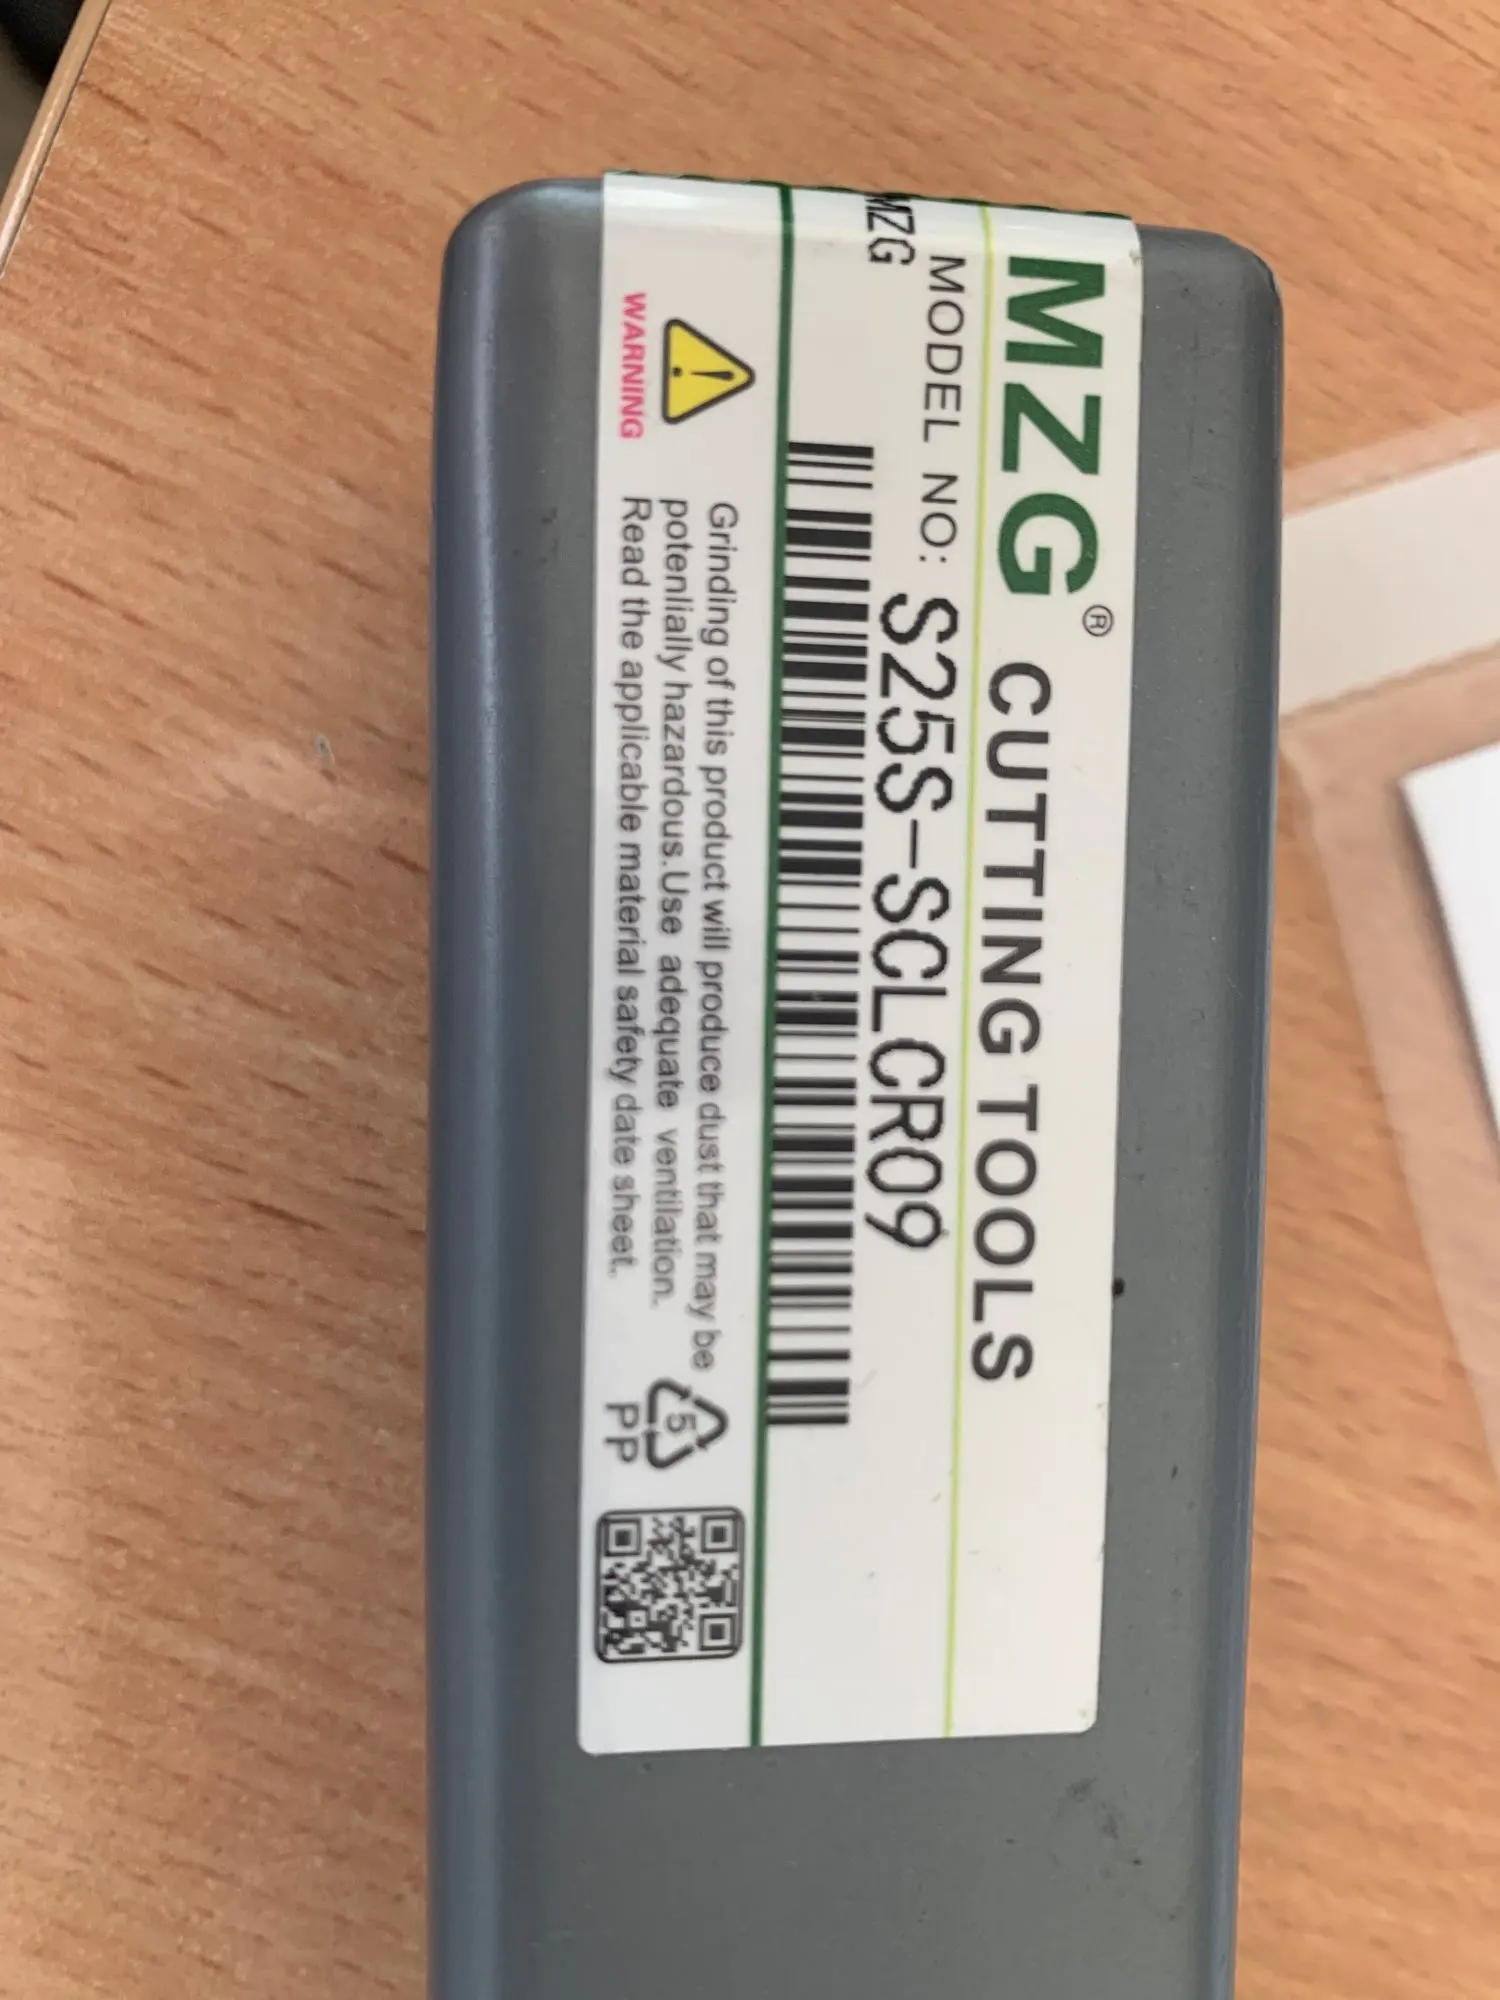 MZG® CUTTING TOOLS
MODEL NO: S25S-SCLCR09
MZG
WARNING
Grinding of this product will produce dust that may be
potenlially hazardous.Use adequate ventilation.
Read the applicable material safety date sheet.
5
PP